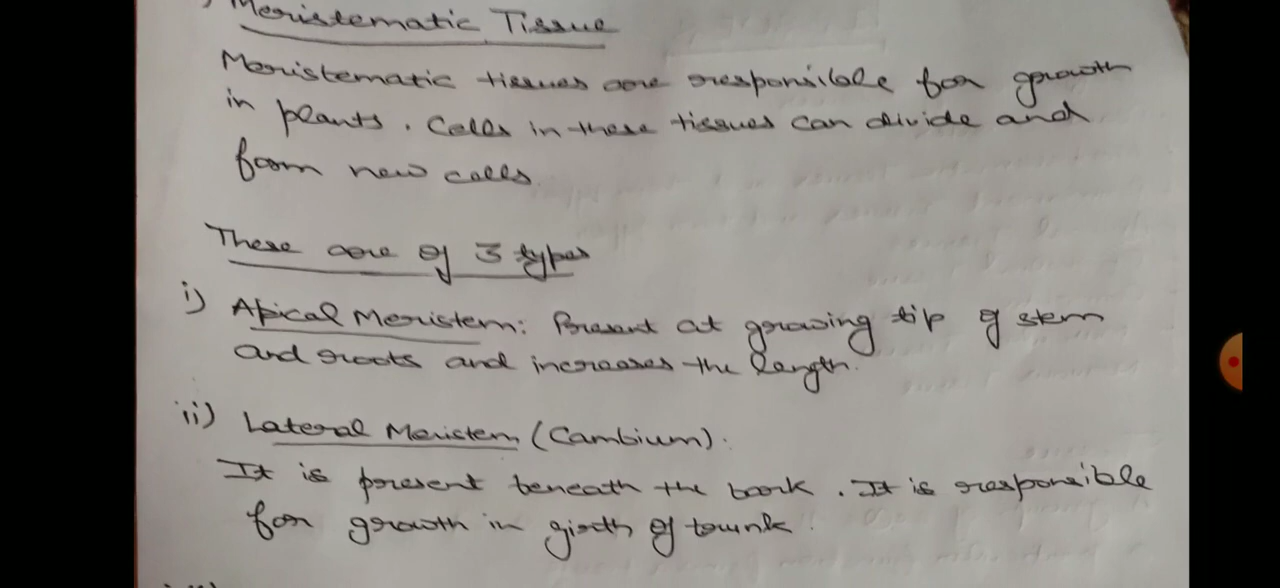 Meristematic Tissue
Meristematic tissues are responsible for growth
in plants. Cells in these tissues can divide and
form new cells
These are of 3 types
i) Apical Meristem: Present at growing tip of stem
and roots and increases the length.
ii) Lateral Meristem (Cambium).
It is present beneath the bark. It is responsible
for growth in girth of trunk.